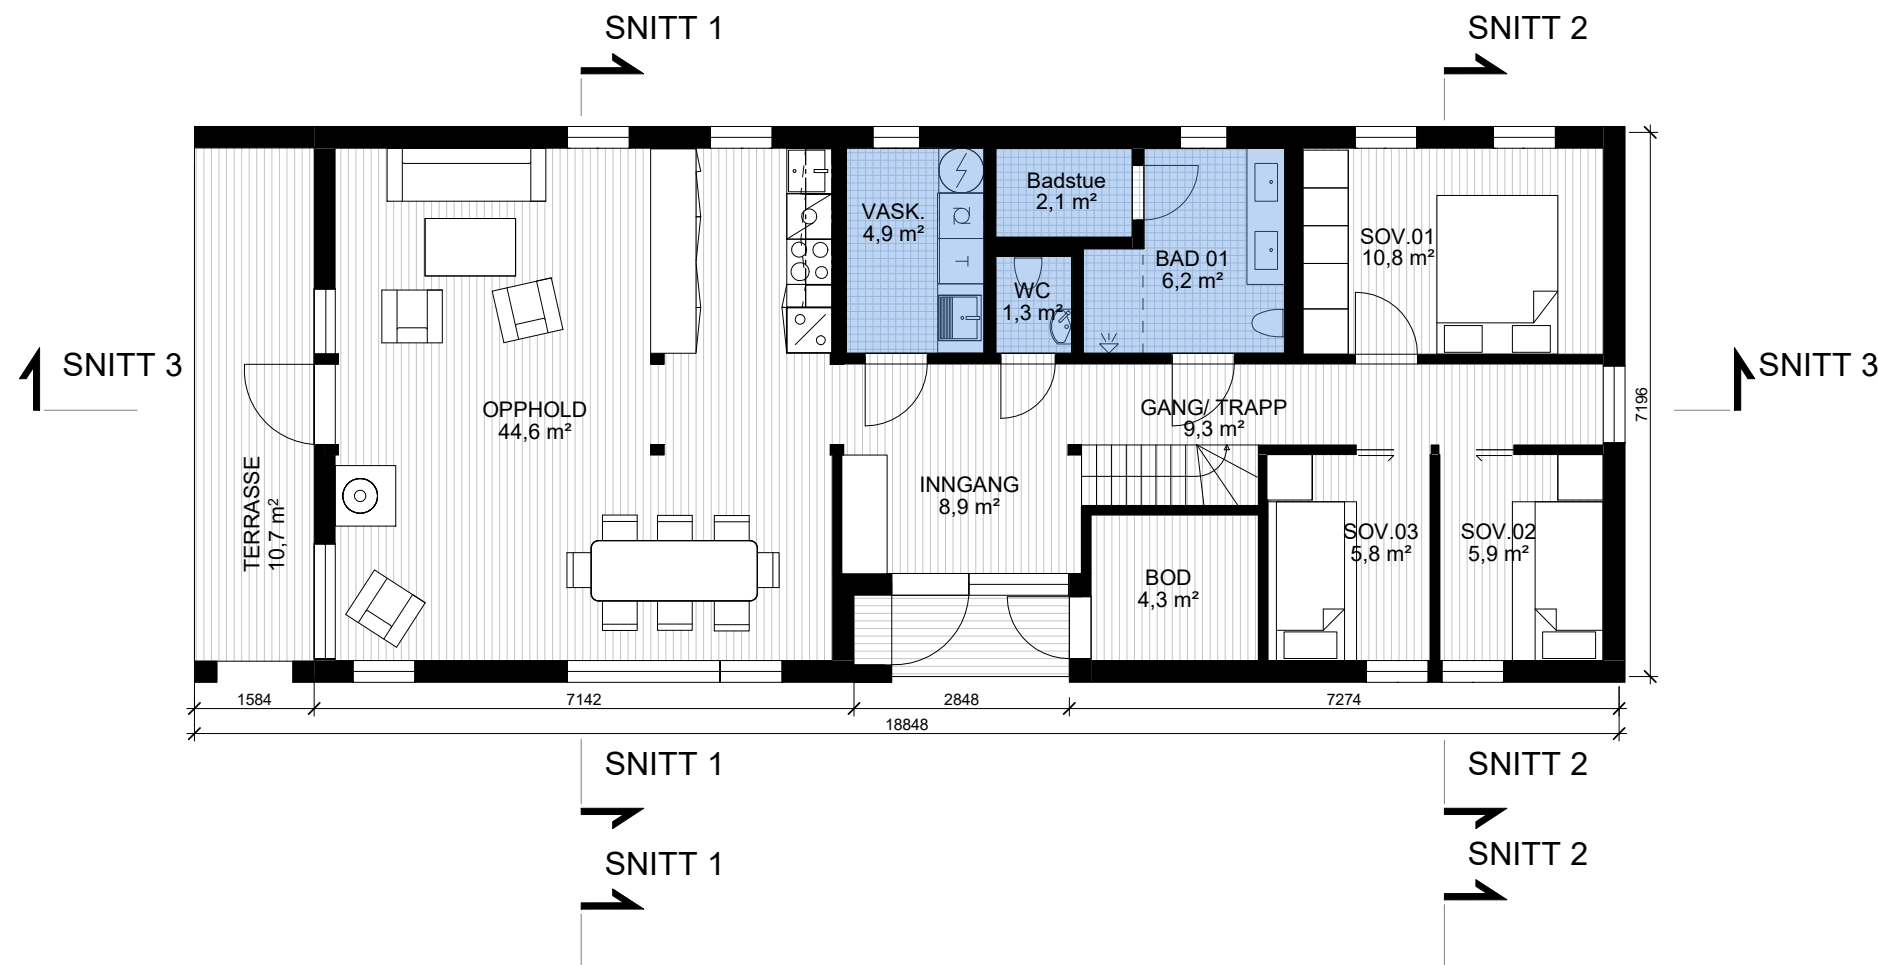 SNITT 1
SNITT 2
Badstue
2,1 m²
VASK.
4,9 m²
SOV.01
10,8 m²
BAD 01
6,2 m²
WC
1,3 m²
T
SNITT 3
SNITT 3
7196
OPPHOLD
44,6 m²
GANG/ TRAPP
9,3 m²
TERRASSE
10,7 m²
INNGANG
8,9 m²
SOV.03
5,8 m²
SOV.02
5,9 m²
BOD
4,3 m²
1584
7142
2848
7274
18848
SNITT 1
SNITT 2
SNITT 1
SNITT 2